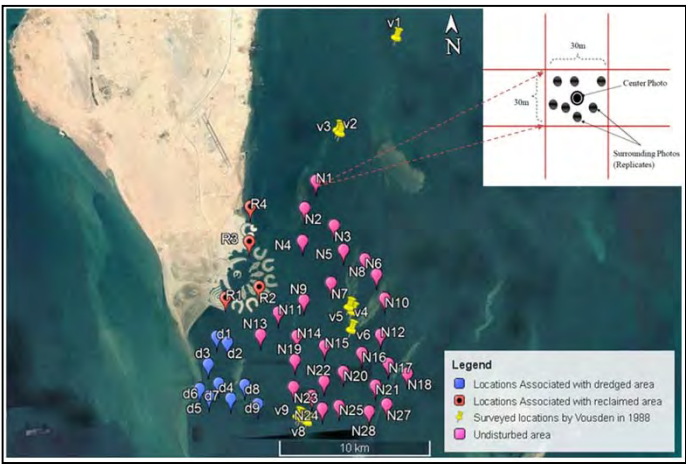 v1
N
v3 v2
30m
30m
Center Photo
Surrounding Photos
(Replicates)
N1
R4
N2
R3
N4
N3
N5
N6
N8
R1
R2
N9
N7
N10
N11
v5
v4
v6
N12
d1
d2
N13
N14
N15
d3
N19
N16
N17
N18
d6
d4
d8
N22
N20
N21
d5
d7
d9
v9
N23
N24
N25
N27
v8
N28
10 km
Legend
Locations Associated with dredged area
Locations Associated with reclaimed area
Surveyed locations by Vousden in 1988
Undisturbed area